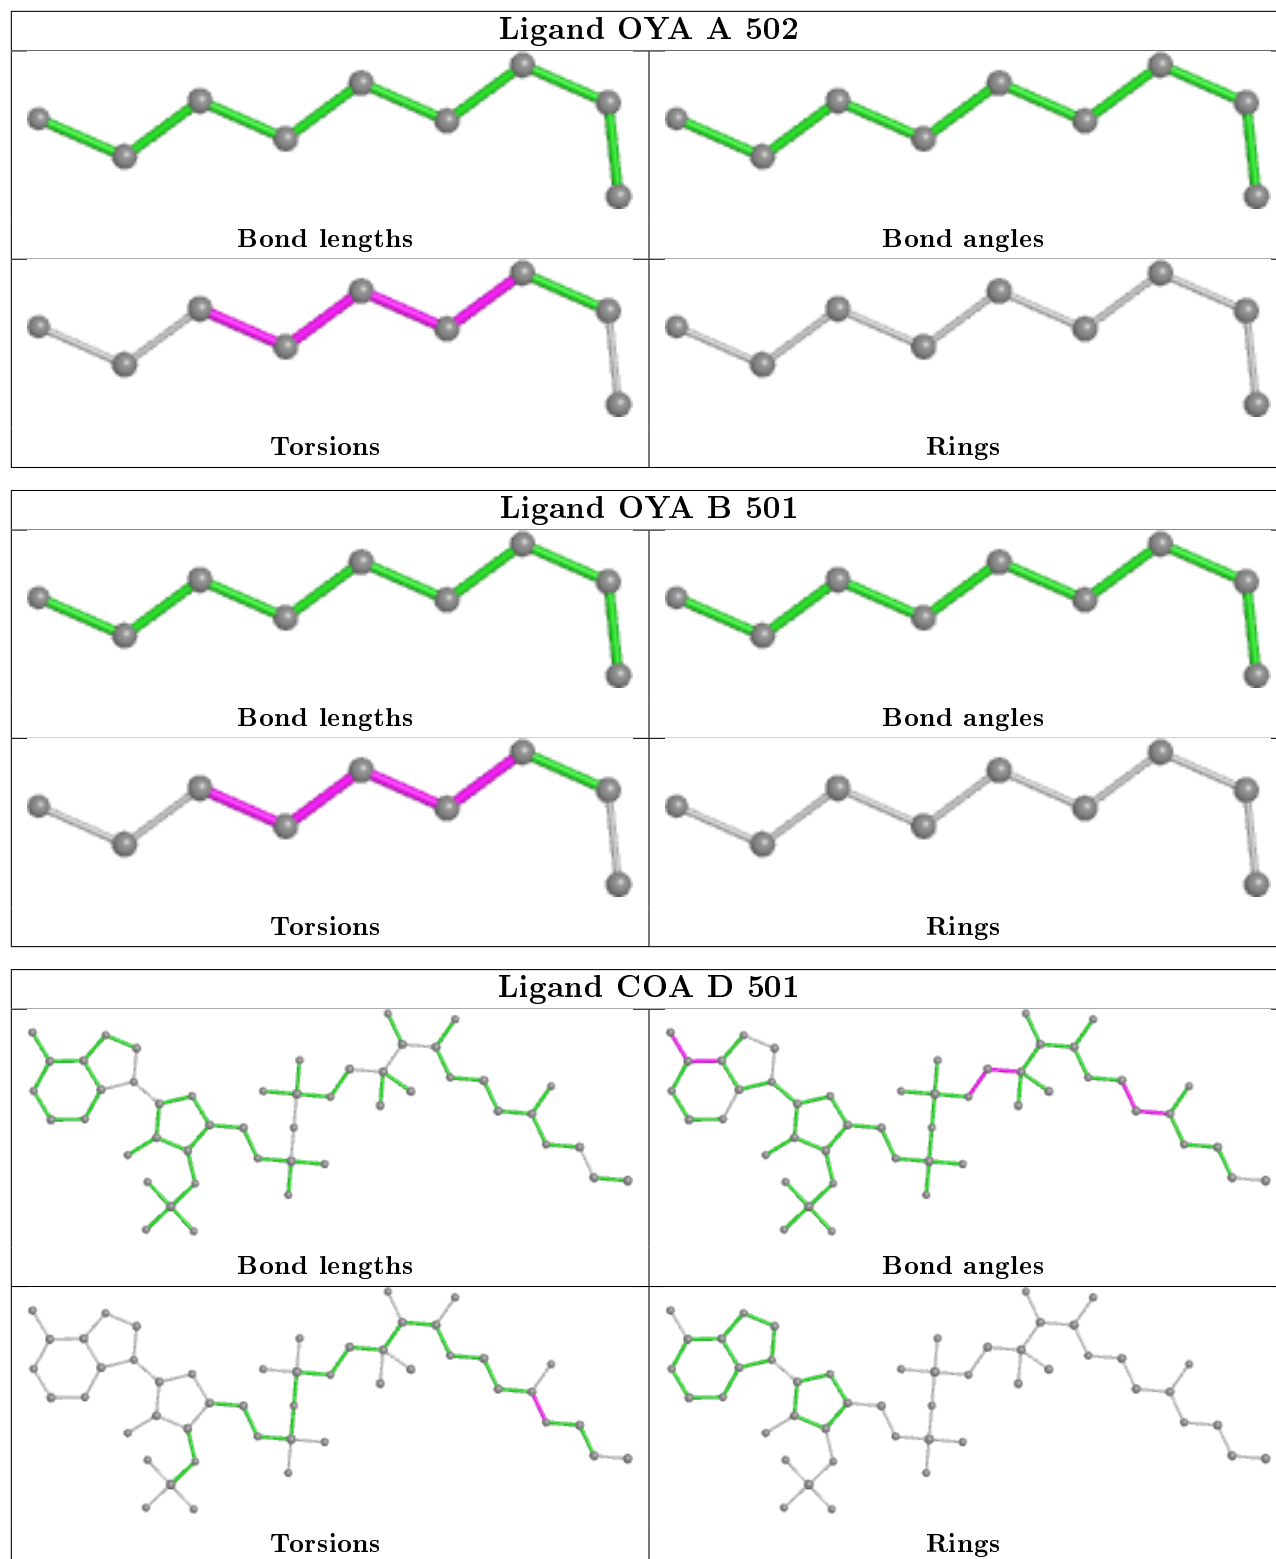 Ligand OYA A 502
Bond lengths
Bond angles
Torsions
Rings
Ligand OYA B 501
Bond lengths
Bond angles
Torsions
Rings
Ligand COA D 501
Bond lengths
Bond angles
Torsions
Rings